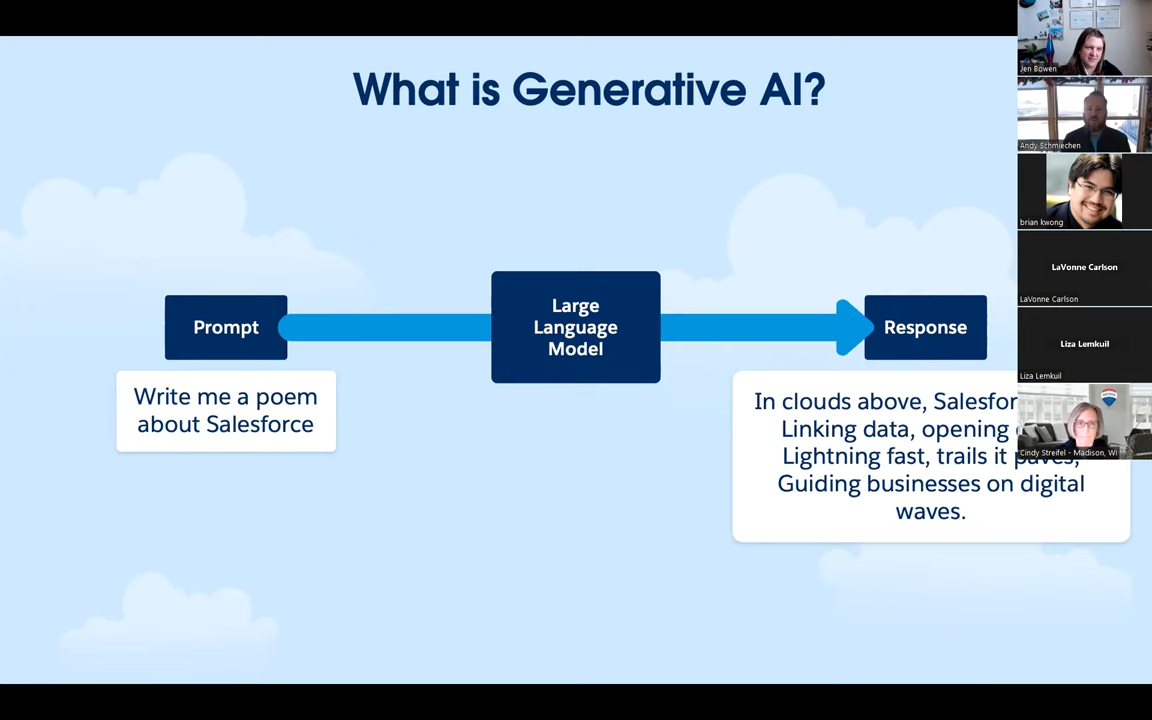 What is Generative AI?
Prompt
Large
Language
Model
Response
Write me a poem
about Salesforce
In clouds above,
Linking data, opening
Lightning fast, trails it paves,
Guiding businesses on digital
waves.
Jen Bowen
Andy Schmiechen
brian kwong
LaVonne Carlson
LaVonne Carlson
Liza Lemkuil
Liza Lemkuil
Cindy Streifel - Madison, WI